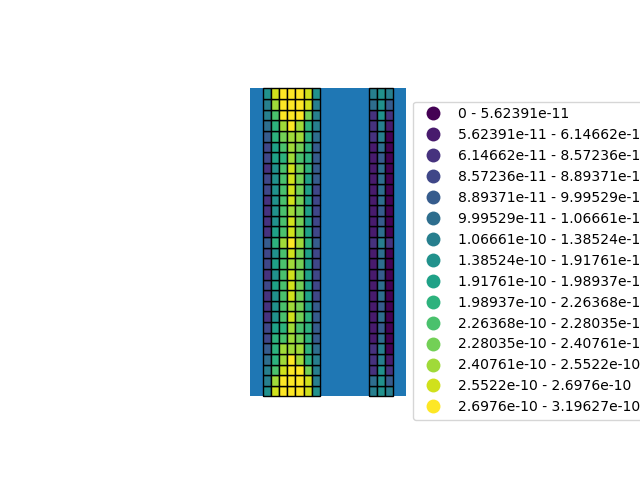 0 - 5.62391e-11
5.62391e-11 - 6.14662e-1
6.14662e-11 - 8.57236e-1
8.57236e-11 - 8.89371e-1
8.89371e-11 - 9.99529e-1
9.99529e-11 - 1.06661e-1
1.06661e-10 - 1.38524e-1
1.38524e-10 - 1.91761e-1
1.91761e-10 - 1.98937e-1
1.98937e-10 - 2.26368e-1
2.26368e-10 - 2.28035e-1
2.28035e-10 - 2.40761e-1
2.40761e-10 - 2.5522e-10
2.5522e-10 - 2.6976e-10
2.6976e-10 - 3.19627e-10